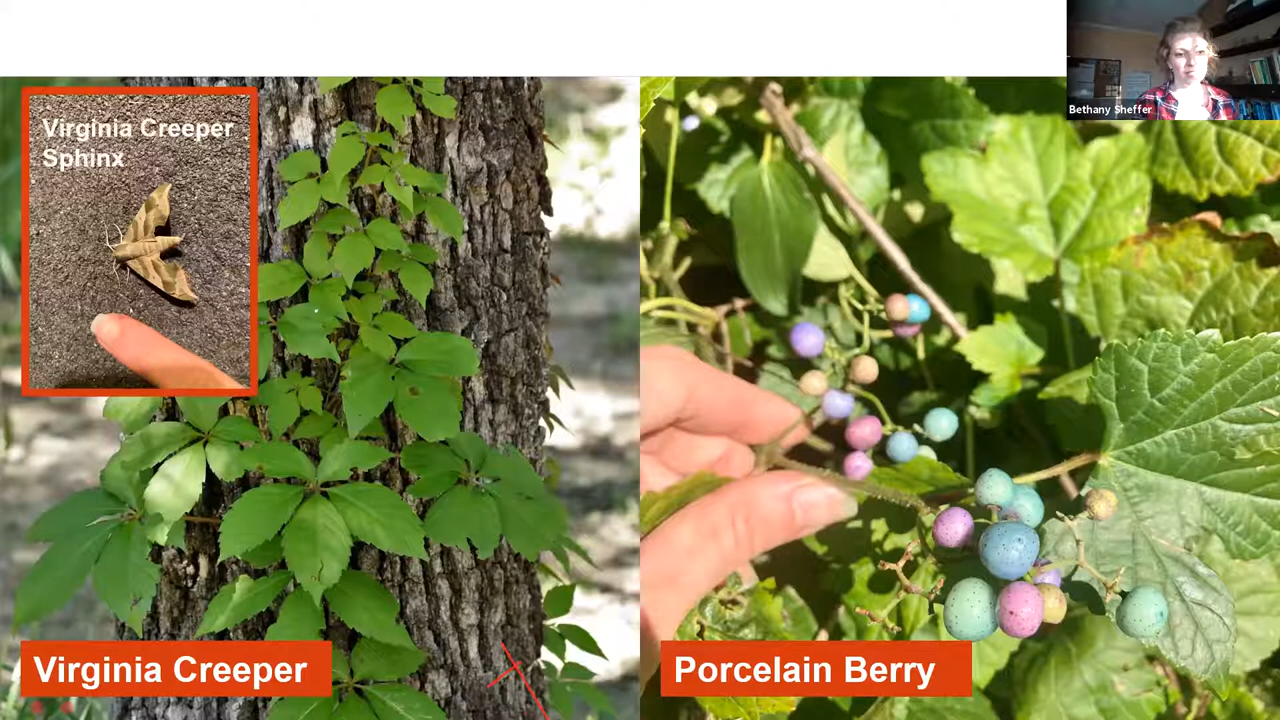 Virginia Creeper
Sphinx
Bethany Sheffer
Virginia Creeper
Porcelain Berry